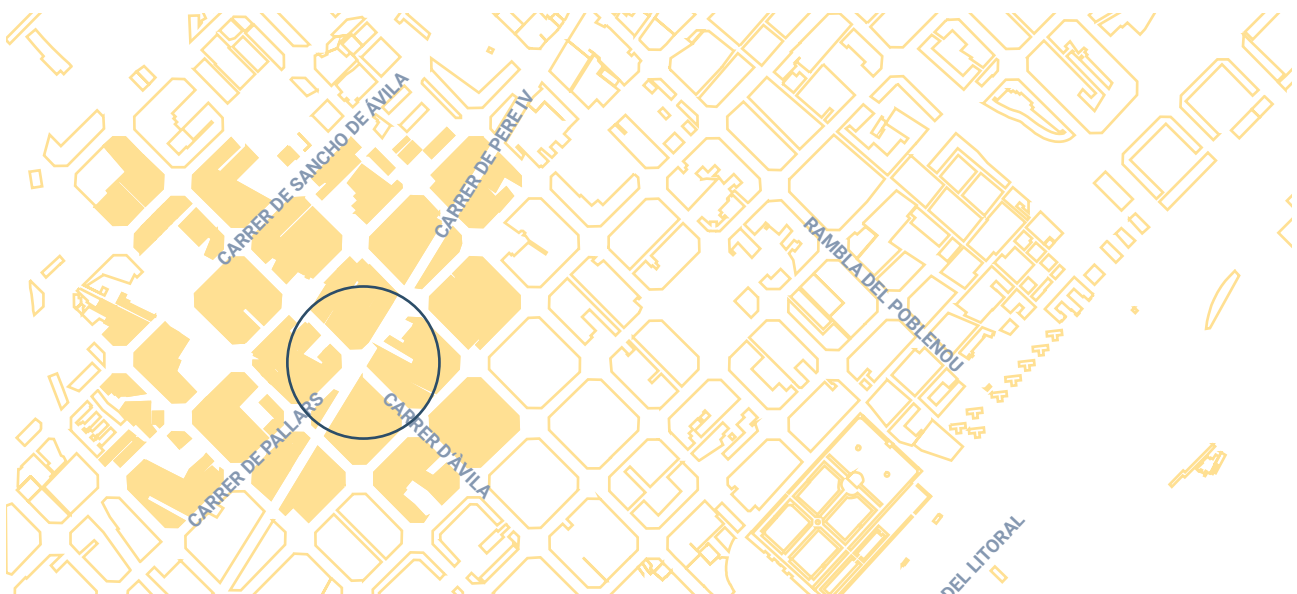 CARRER DE SANCHO DE ÁVILA
CARRER DE PERE IV
RAMBLA DEL POBLENOU
CARRER DE PALLARS
CARRER D'ÀVILA
DEL LITORAL